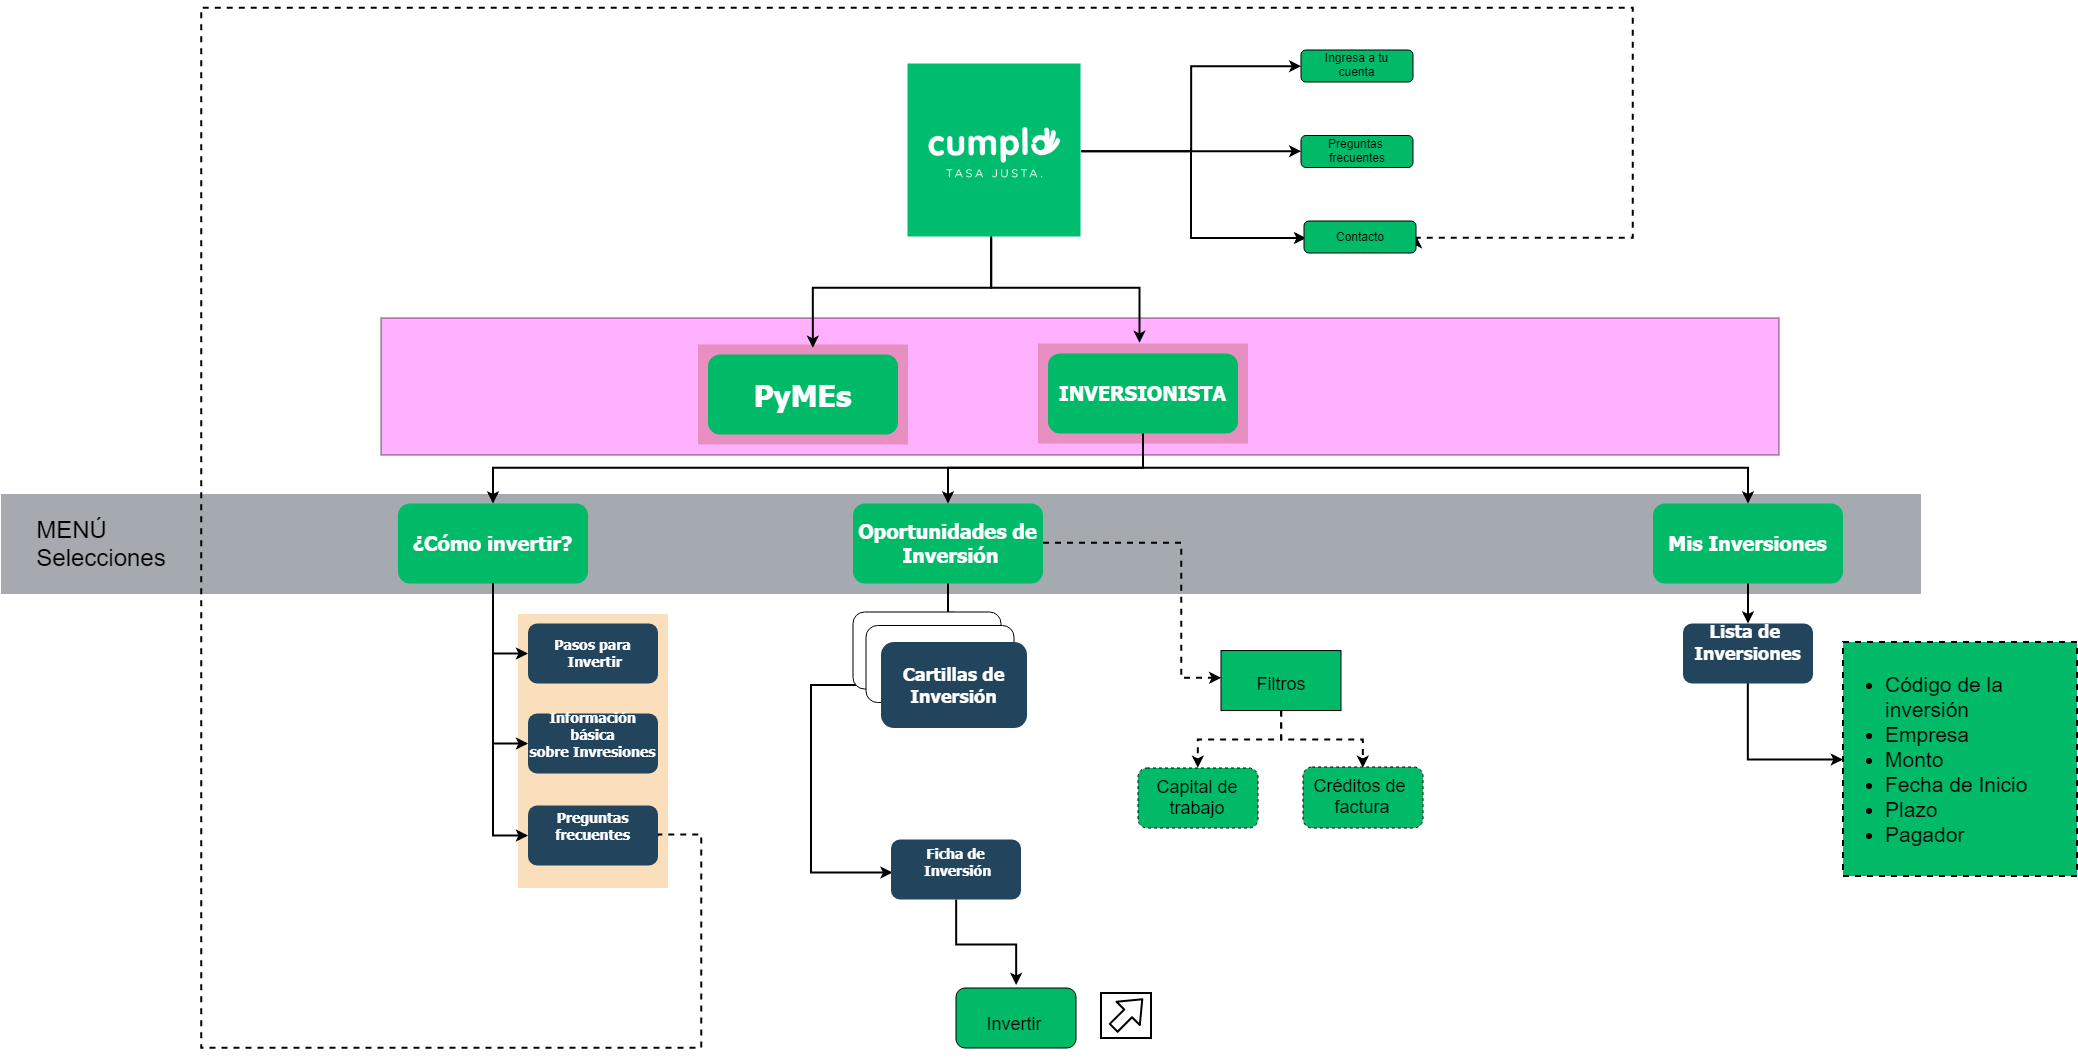 Ingresa a tu
cuenta
cumplo
TASA JUSTA.
Preguntas
frecuentes
Contacto
PyMEs
INVERSIONISTA
MENÚ
Selecciones
¿Cómo invertir?
Oportunidades de
Inversión
Mis Inversiones
Pasos para
Invertir
Información
básica
sobre Invresiones
Preguntas
frecuentes
Cartillas de
Inversión
Ficha de
Inversión
Invertir
Filtros
Capital de
trabajo
Créditos de
factura
Lista de
Inversiones
• Código de la
inversión
• Empresa
• Monto
• Fecha de Inicio
• Plazo
• Pagador